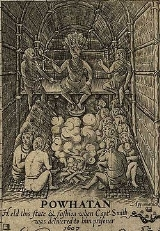 POWHATAN
Held this state & fashion when Capt. Smith
was delivered to him prisoner
1607